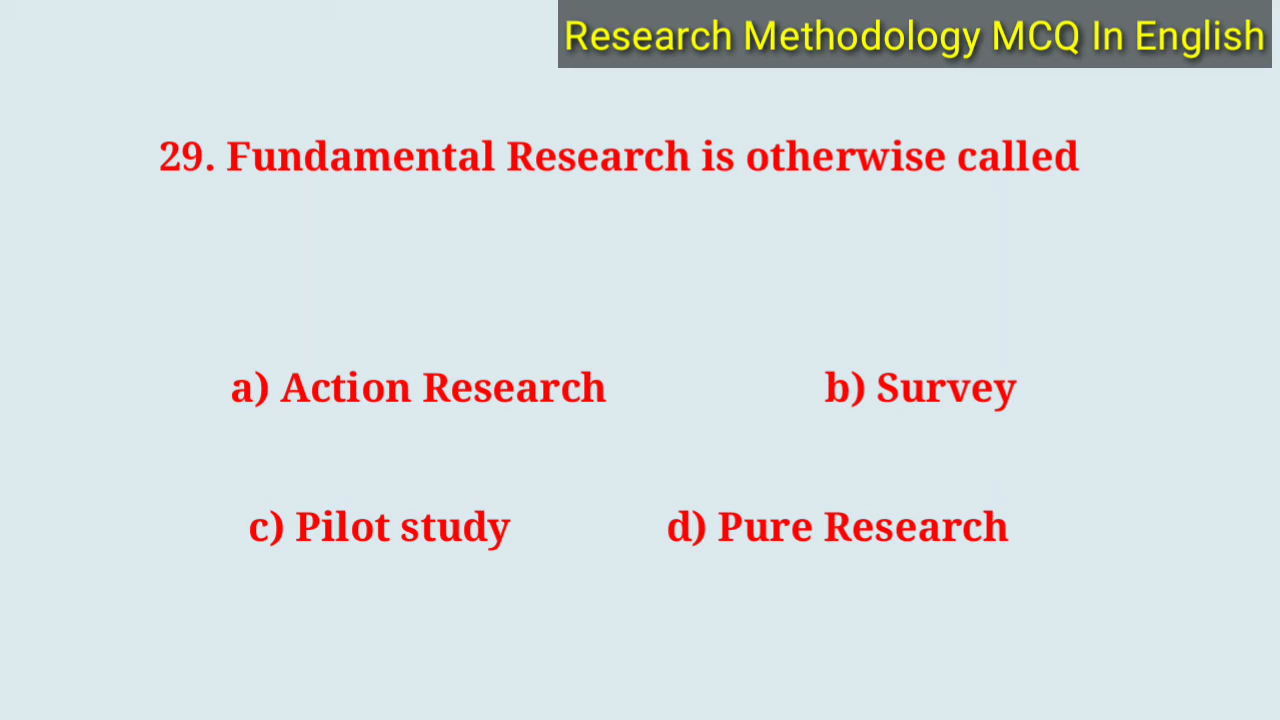 Research Methodology MCQ In English
29. Fundamental Research is otherwise called
a) Action Research b) Survey
c) Pilot study d) Pure Research